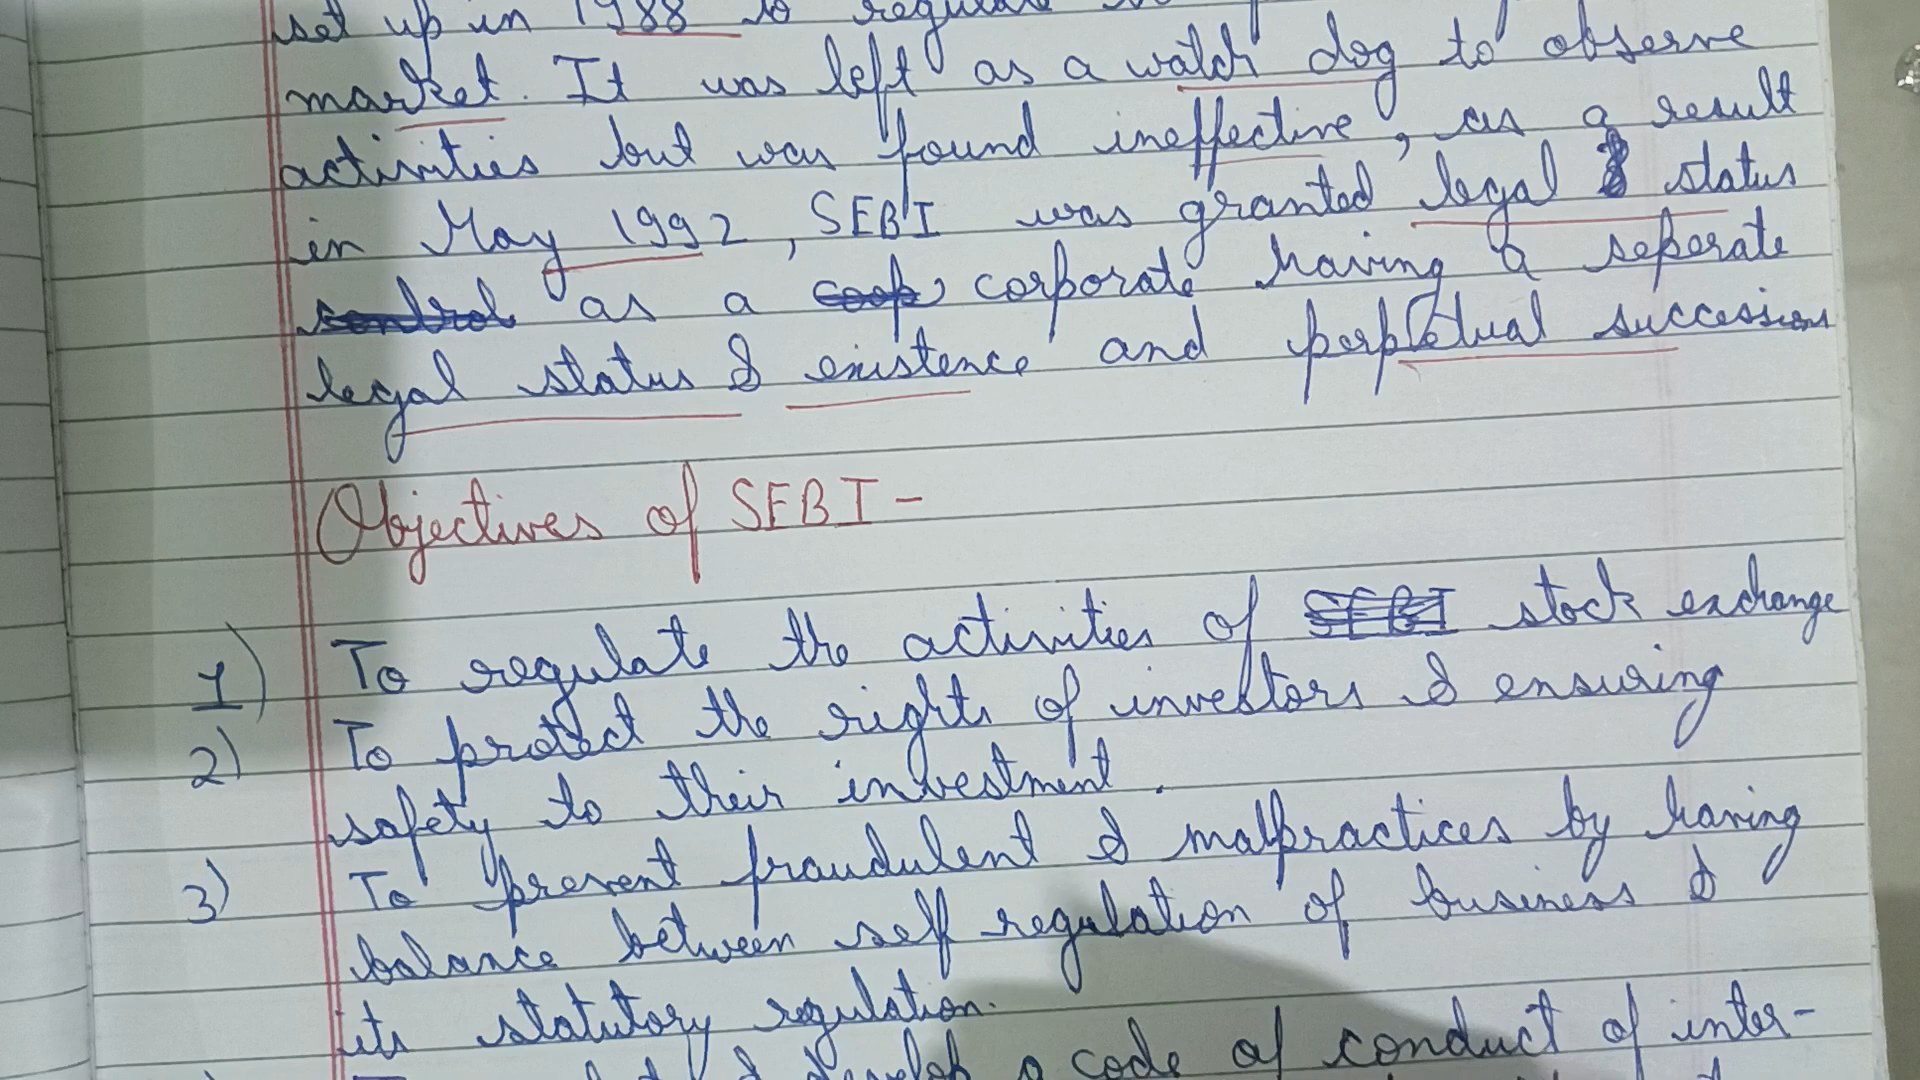 set up in 1988 to regulate
market. It was left as a watch dog to observe
activities but was found ineffective, as a result
in May 1992, SEBI was granted legal status
as a corporate having a seperate
legal status & existence and perpetual succession
Objectives of SEBI -
1) To regulate the activities of SEBI stock exchange
2) To protect the rights of investors & ensuring
safety to their investment.
3) To prevent fraudulent & malpractices by having
balance between self regulation of business &
its statutory regulation.
& develop a code of conduct of inter-